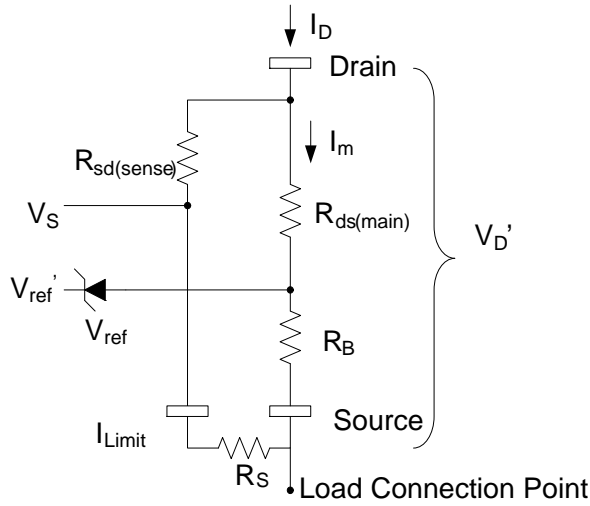 I_D
Drain
I_m
R_sd(sense)
R_ds(main)
V_S
V_D'
V_ref'
V_ref
R_B
Source
I_Limit
R_S
Load Connection Point